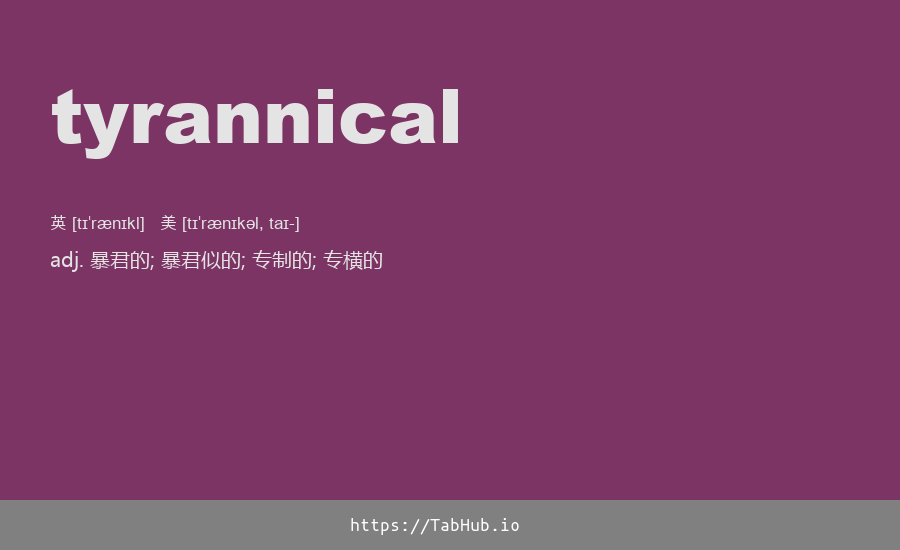 tyrannical
英 [tɪˈrænɪkl] 美 [tɪˈrænɪkəl, taɪ-]
adj. 暴君的; 暴君似的; 专制的; 专横的
https://TabHub.io